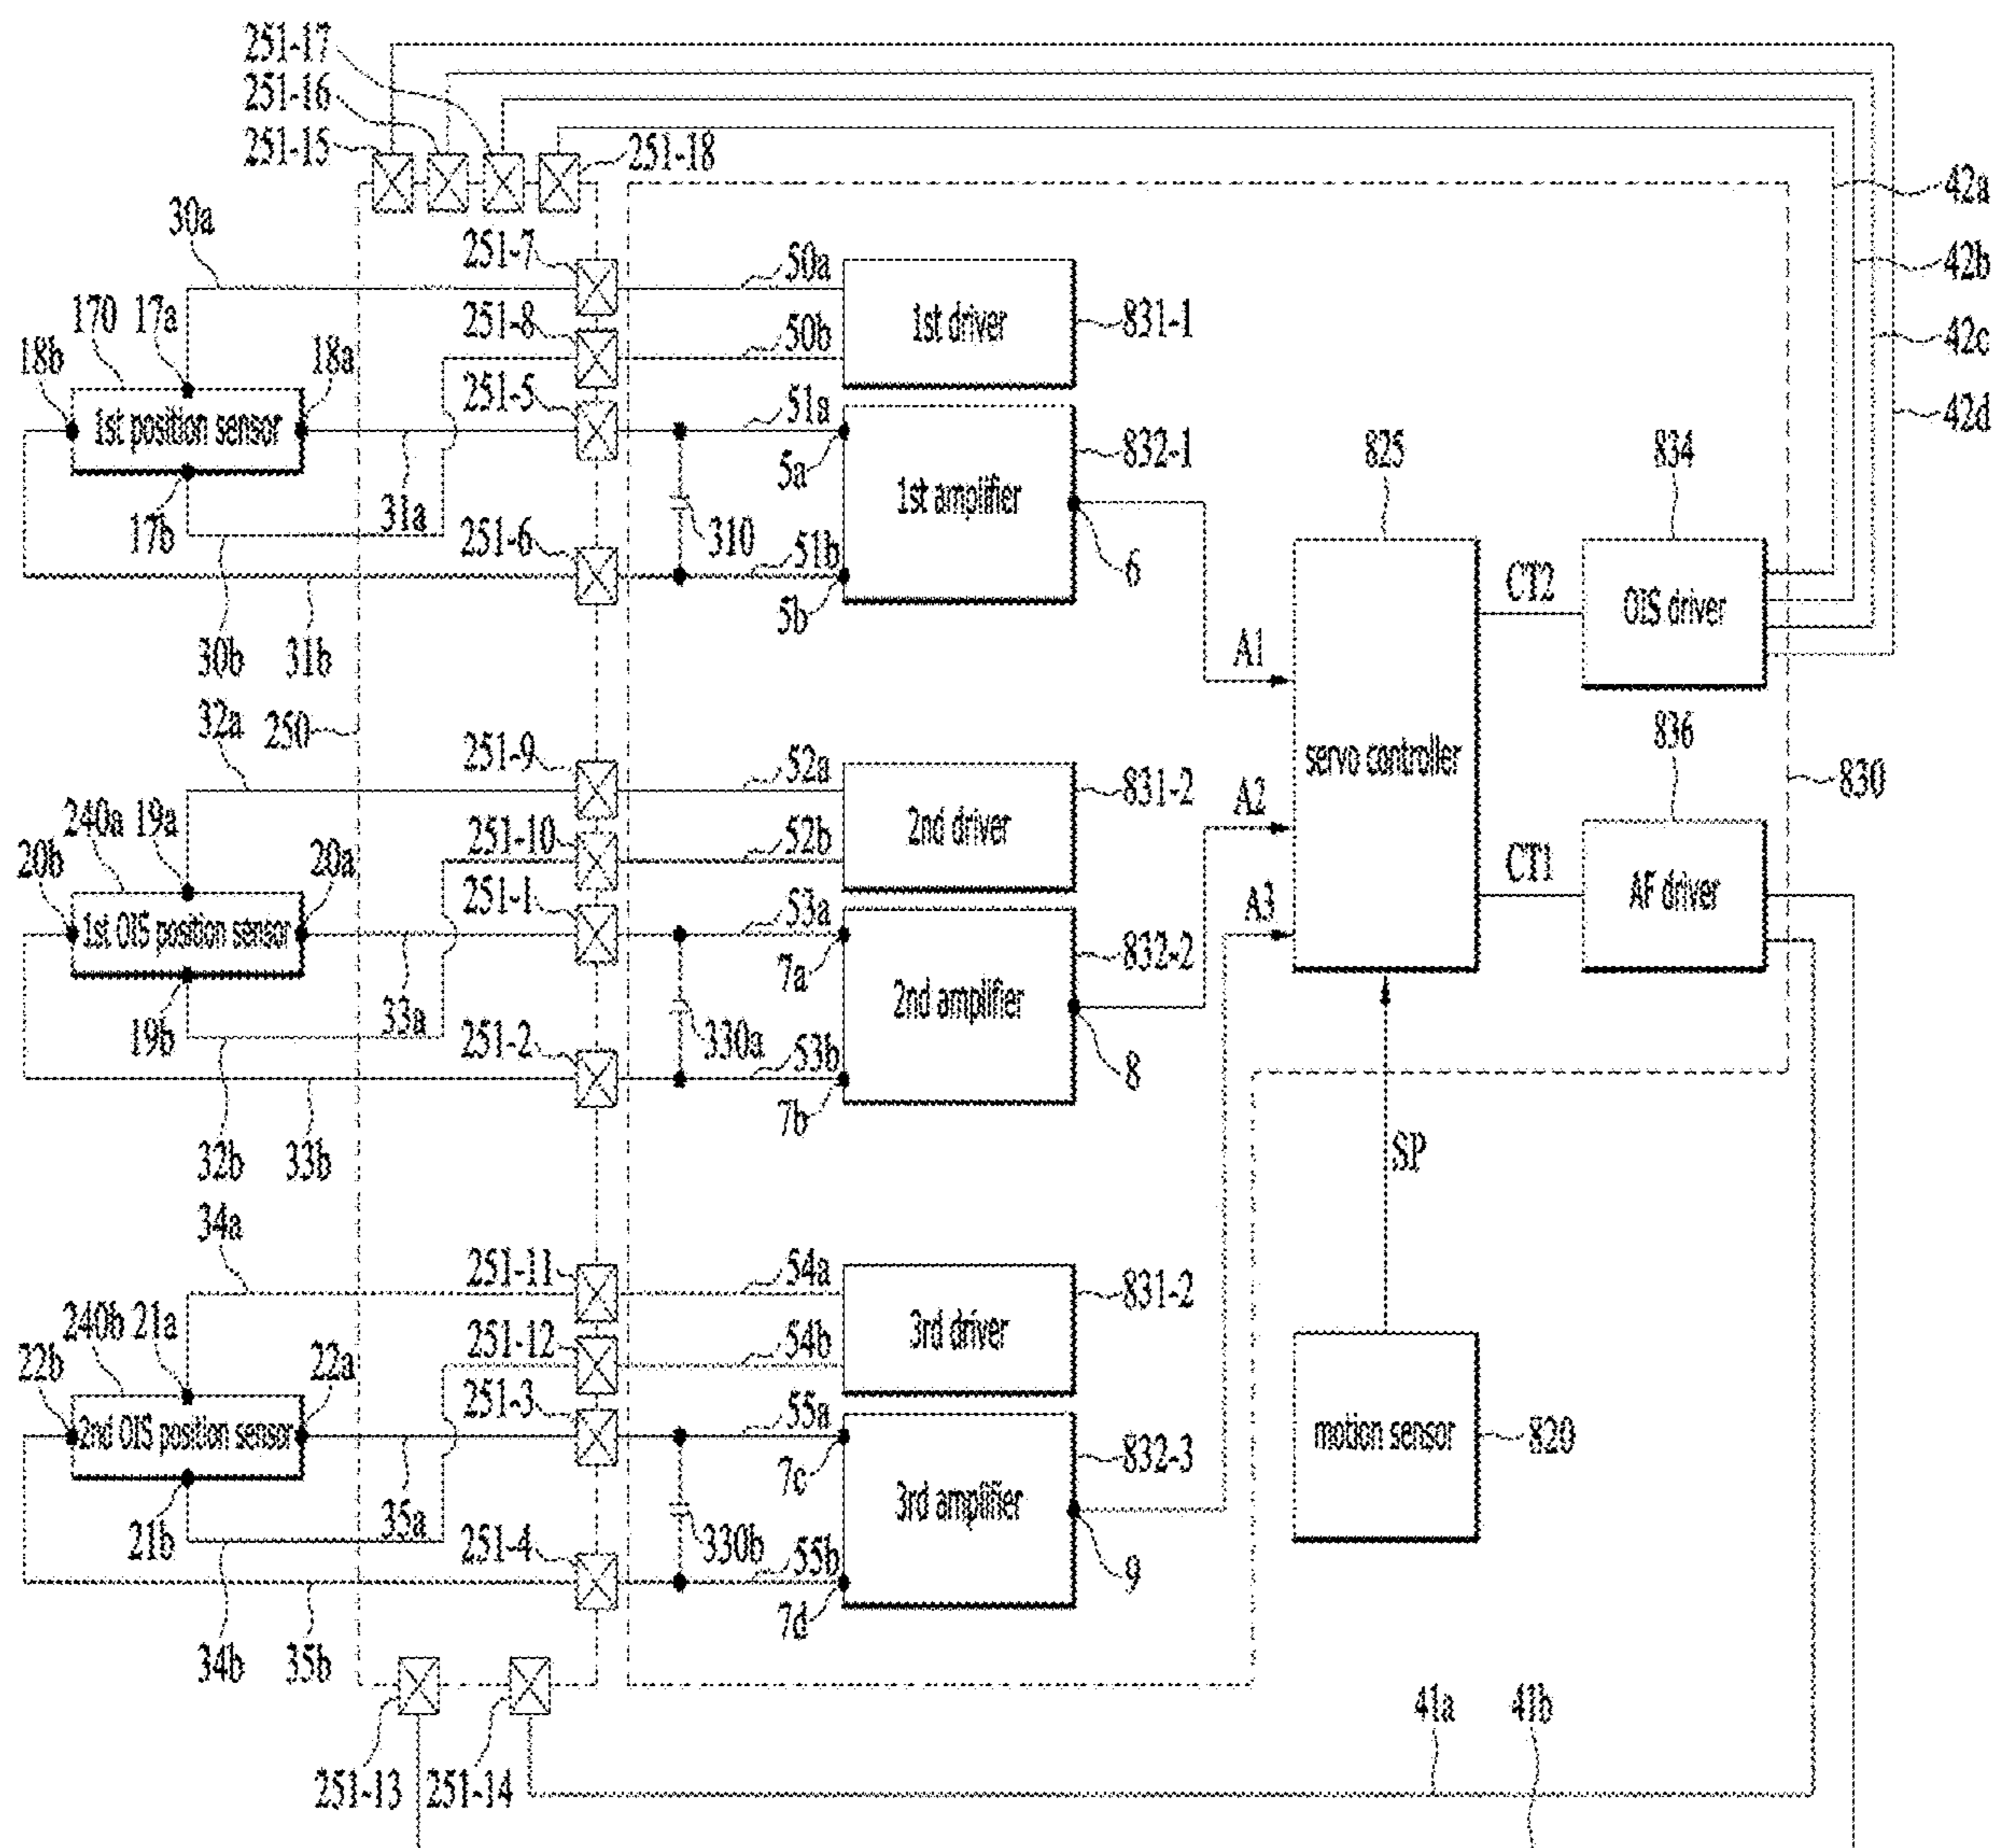 251-17
251-16
251-15
251-18
42a
30a
251-7
50a
42b
170
17a
251-8
50b
1st driver
831-1
42c
18b
18a
251-5
51a
42d
1st position sensor
832-1
825
834
5a
31a
1st amplifier
17b
251-6
310
51b
6
CT2
OIS driver
5b
30b
31b
A1
32a
250
251-9
52a
836
servo controller
830
831-2
A2
240a
19a
251-10
52b
2nd driver
20b
20a
251-1
53a
A3
CT1
AF driver
1st OIS position sensor
832-2
7a
33a
2nd amplifier
19b
251-2
330a
53b
8
7b
32b
33b
SP
34a
251-11
54a
831-2
240b
21a
251-12
54b
3rd driver
22b
22a
251-3
55a
2nd OIS position sensor
832-3
motion sensor
820
7c
35a
3rd amplifier
21b
251-4
330b
55b
9
7d
34b
35b
41a
41b
251-13
251-14